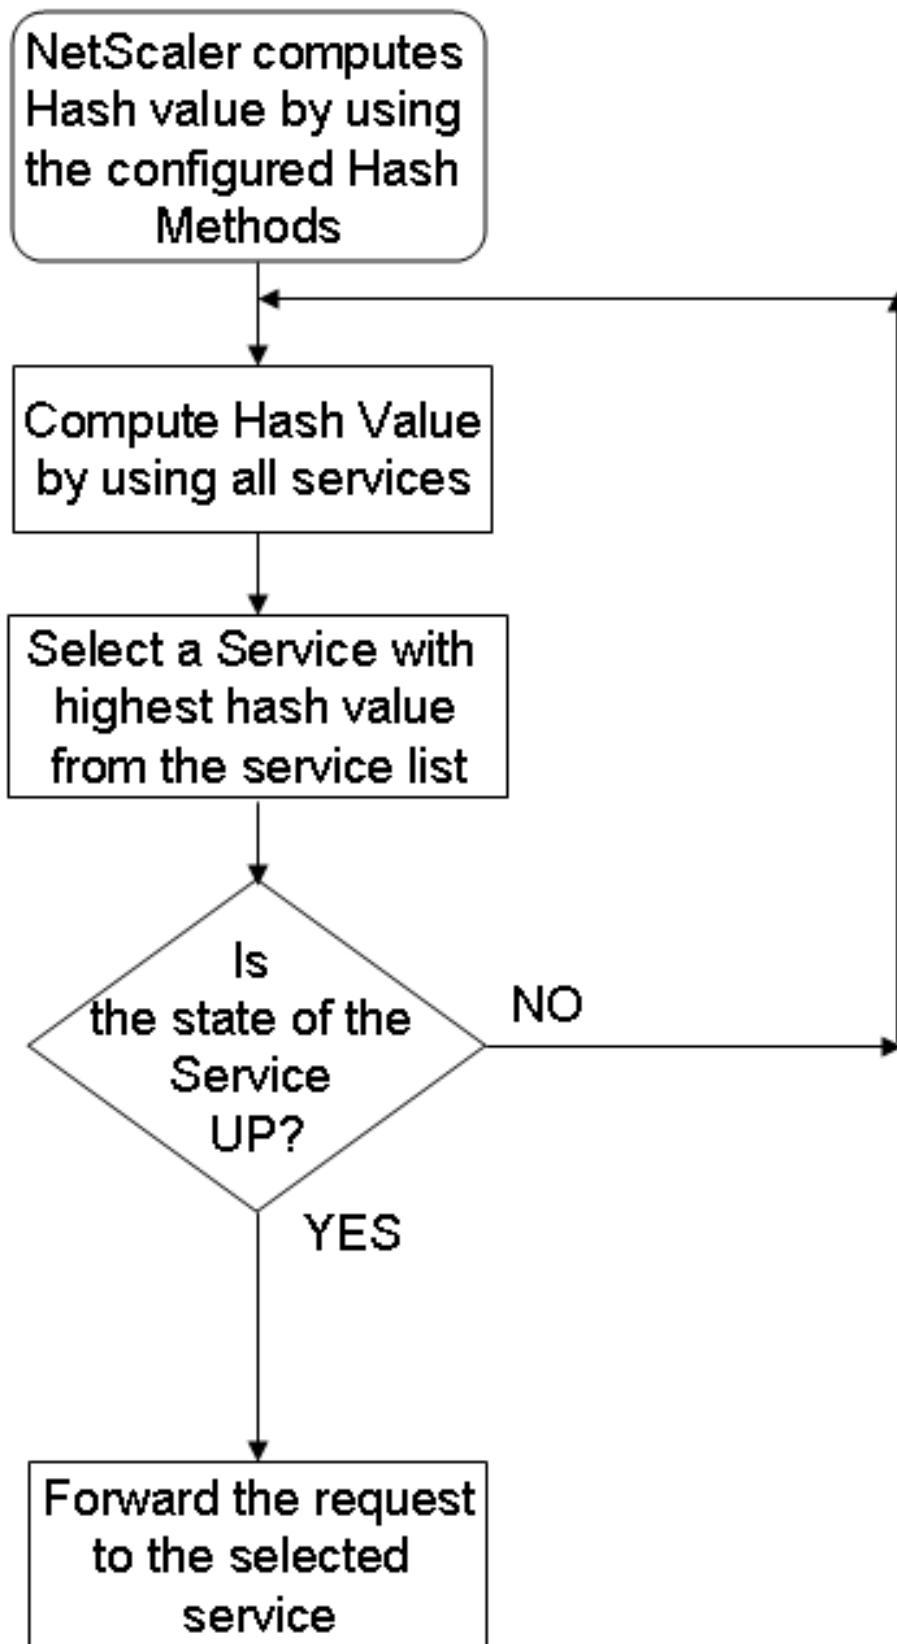 NetScaler computes
Hash value by using
the configured Hash
Methods
Compute Hash Value
by using all services
Select a Service with
highest hash value
from the service list
Is
the state of the
Service
UP?
NO
YES
Forward the request
to the selected
service